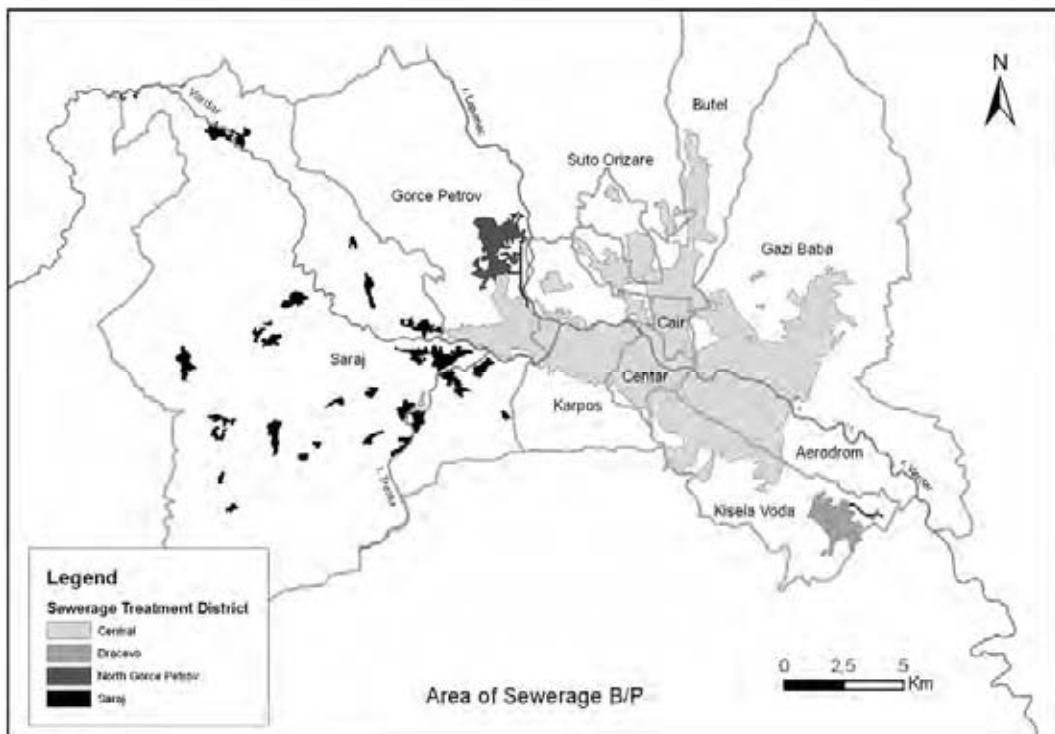 N
Vardar
r. Lepenec
Butel
Suto Orizare
Gorce Petrov
Gazi Baba
Cair
Saraj
Centar
Karpos
Aerodrom
Kisela Voda
Legend
Sewerage Treatment District
Central
Dracevo
North Gorce Petrov
Saraj
0 2,5 5
Km
Area of Sewerage B/P